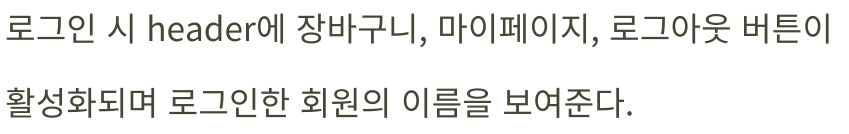 로그인 시 header에 장바구니, 마이페이지, 로그아웃 버튼이
활성화되며 로그인한 회원의 이름을 보여준다.